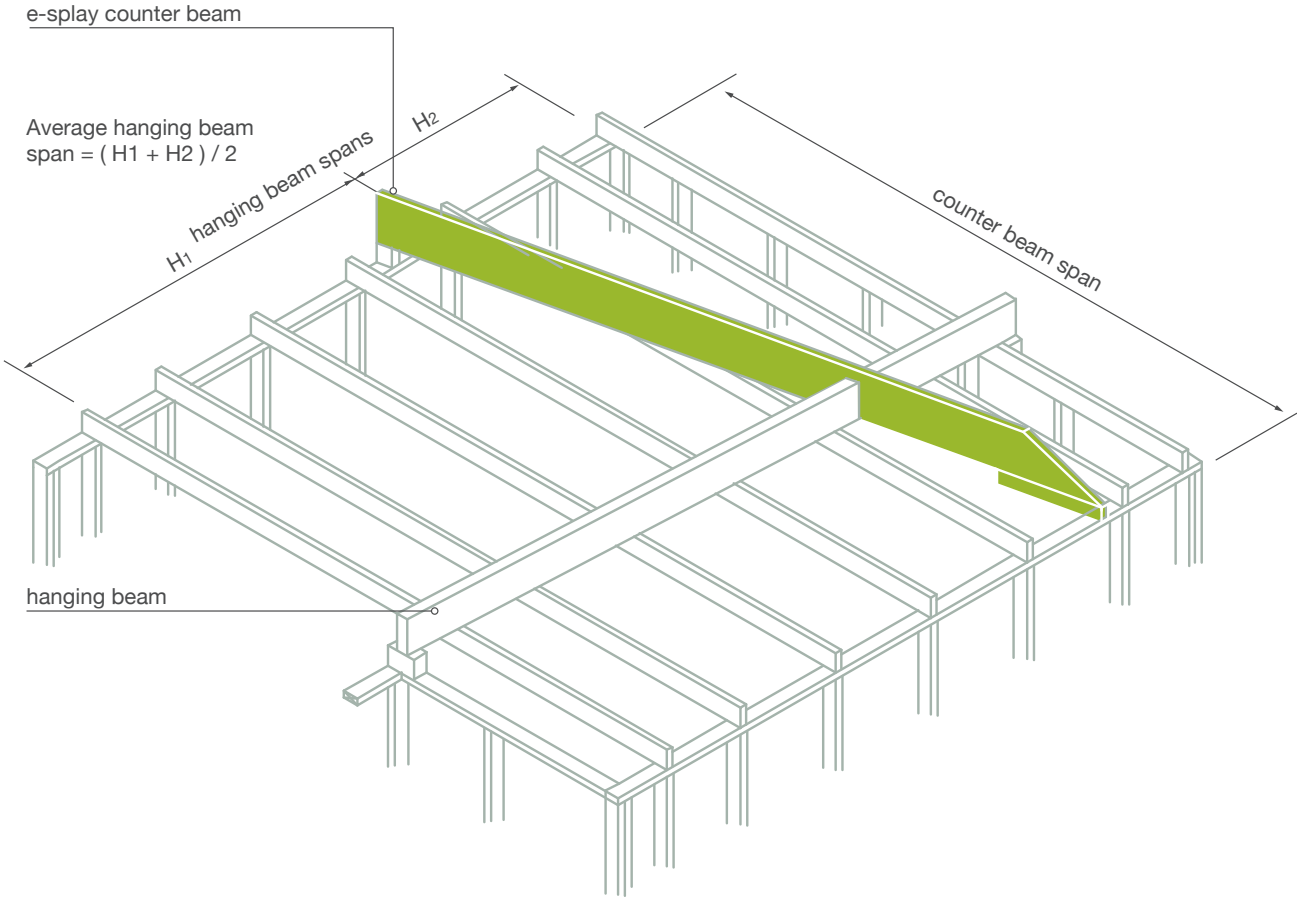 e-splay counter beam
Average hanging beam
span = ( H1 + H2 ) / 2
H2
H1 hanging beam spans
counter beam span
hanging beam